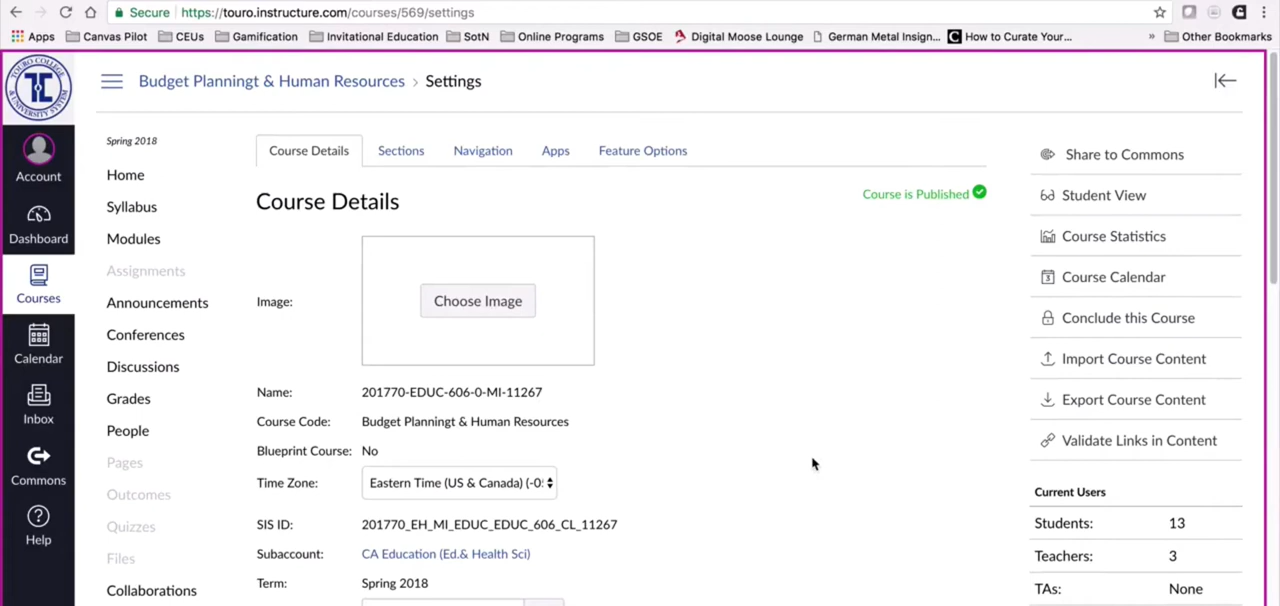 Secure https://touro.instructure.com/courses/569/settings
Apps Canvas Pilot CEUs Gamification Invitational Education SotN Online Programs GSOE Digital Moose Lounge German Metal Insign... How to Curate Your... » Other Bookmarks
TOURO COLLEGE & UNIVERSITY SYSTEM
Budget Planningt & Human Resources › Settings
Account
Dashboard
Courses
Calendar
Inbox
Commons
Help
Spring 2018
Home
Syllabus
Modules
Assignments
Announcements
Conferences
Discussions
Grades
People
Pages
Outcomes
Quizzes
Files
Collaborations
Course Details Sections Navigation Apps Feature Options
Course Details
Course is Published
Image: Choose Image
Name: 201770-EDUC-606-0-MI-11267
Course Code: Budget Planningt & Human Resources
Blueprint Course: No
Time Zone: Eastern Time (US & Canada) (-05
SIS ID: 201770_EH_MI_EDUC_EDUC_606_CL_11267
Subaccount: CA Education (Ed.& Health Sci)
Term: Spring 2018
Share to Commons
Student View
Course Statistics
Course Calendar
Conclude this Course
Import Course Content
Export Course Content
Validate Links in Content
Current Users
Students: 13
Teachers: 3
TAs: None